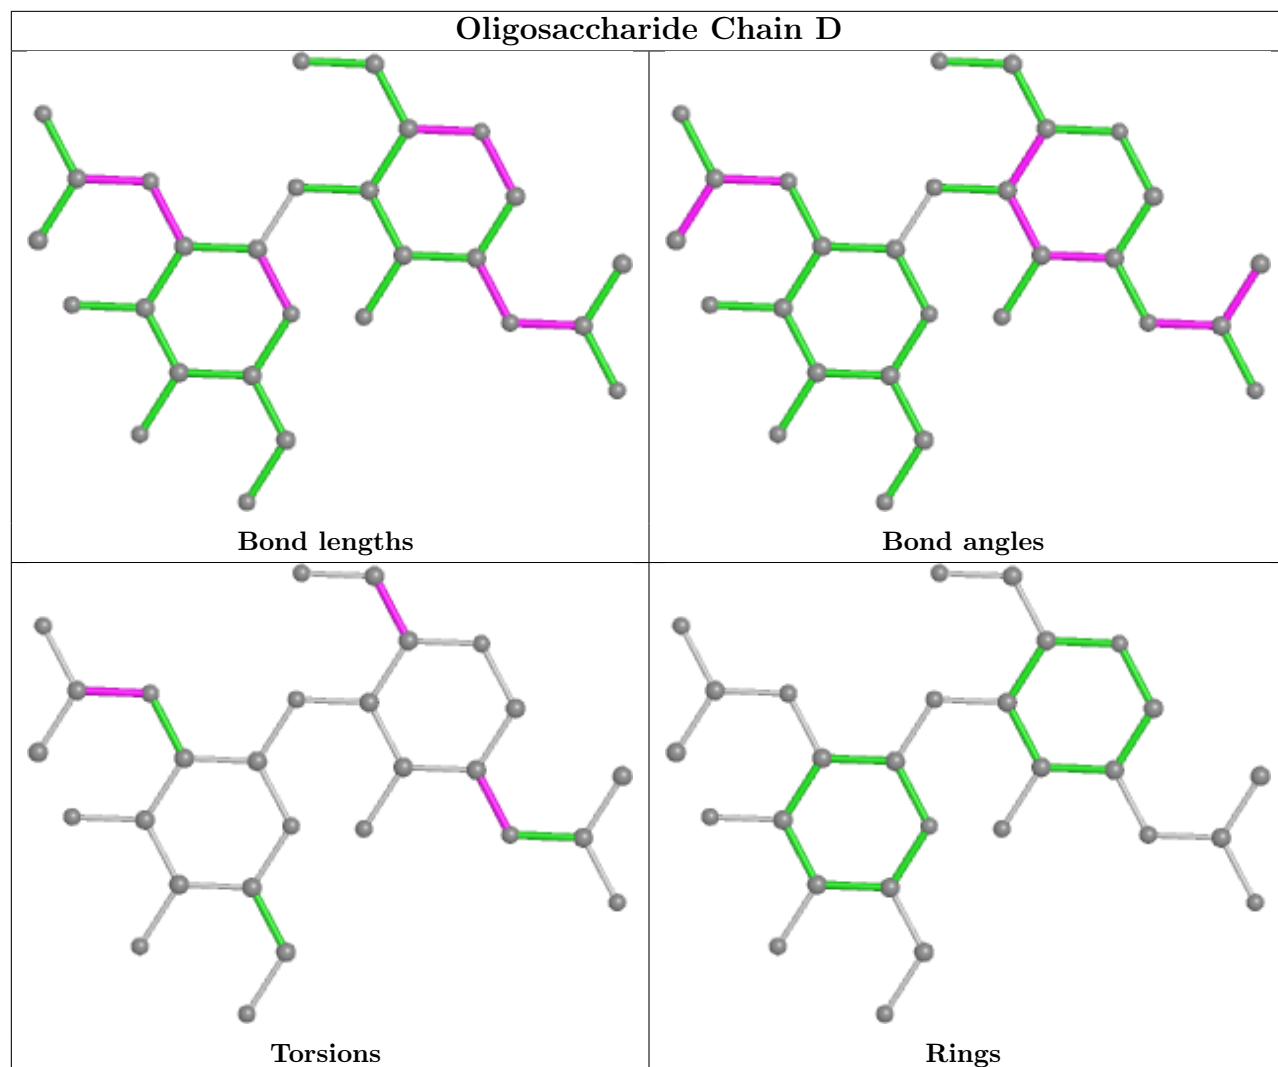 Oligosaccharide Chain D
Bond lengths
Bond angles
Torsions
Rings